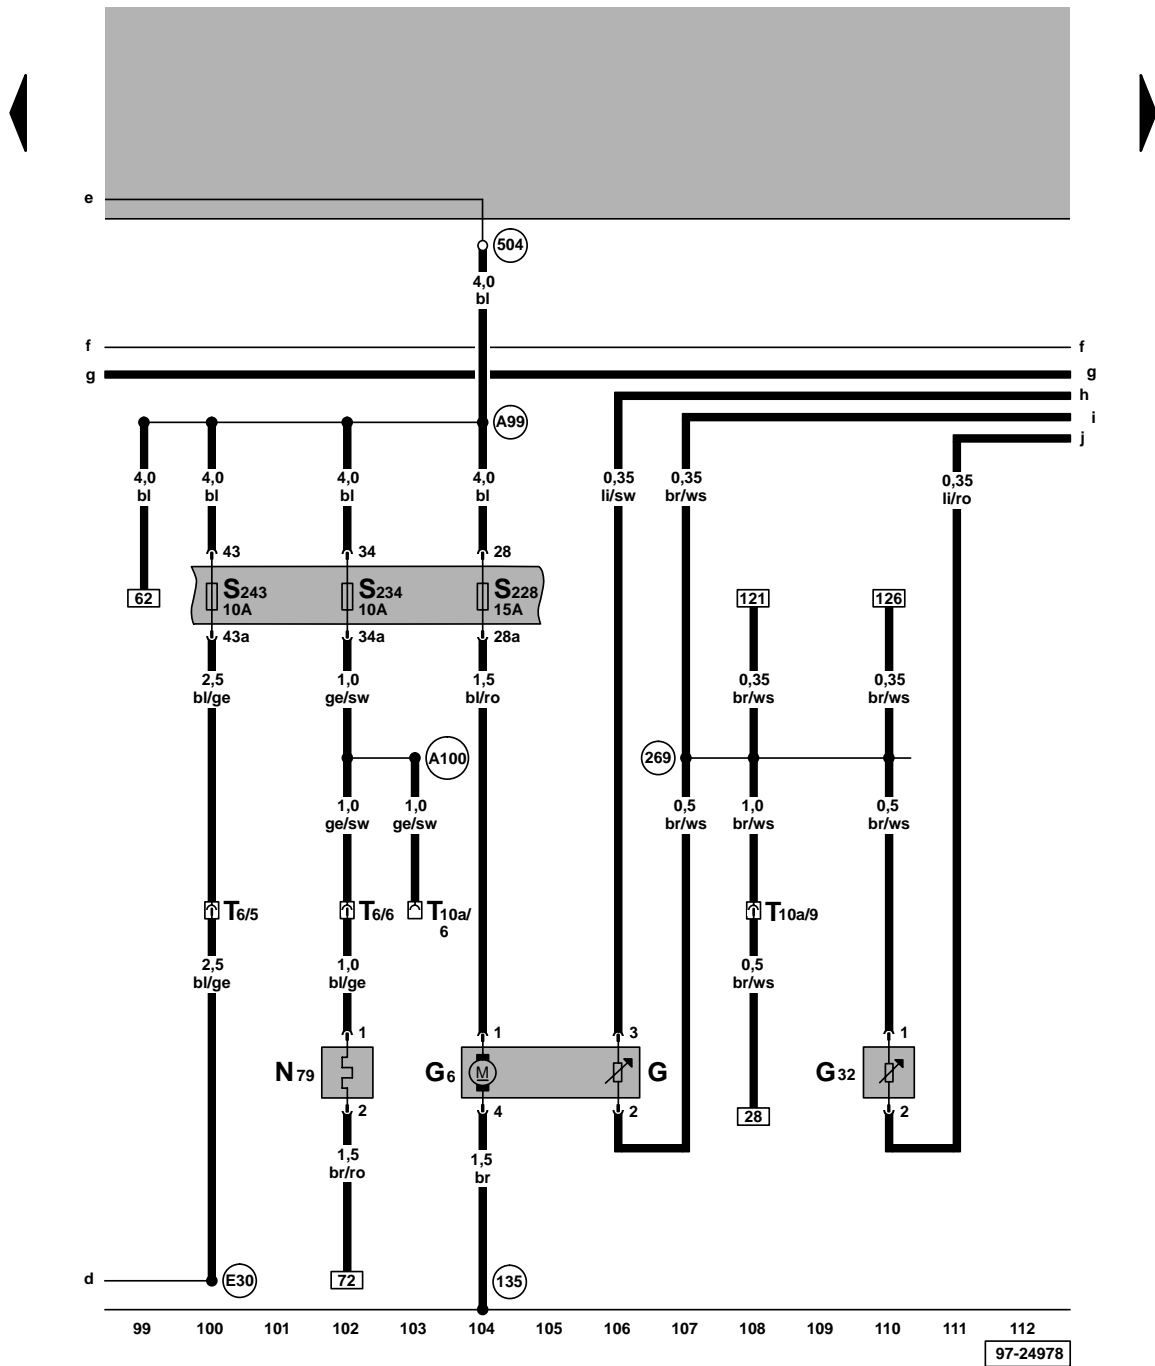 e
504
4,0
bl
f f
g g
h
A99 i
j
4,0 4,0 4,0 4,0 0,35 0,35 0,35
bl bl bl bl li/sw br/ws li/ro
43 34 28
62 S243 S234 S228 121 126
10A 10A 15A
43a 34a 28a
2,5 1,0 1,5 0,35 0,35
bl/ge ge/sw bl/ro br/ws br/ws
A100 269
1,0 1,0 0,5 1,0 0,5
ge/sw ge/sw br/ws br/ws br/ws
T6/5 T6/6 T10a/ T10a/9
6
2,5 1,0 0,5
bl/ge bl/ge br/ws
1 1 3 1
N79 G6 M G G32
2 4 2 28 2
1,5 1,5
br/ro br
d E30 72 135
99 100 101 102 103 104 105 106 107 108 109 110 111 112
97-24978